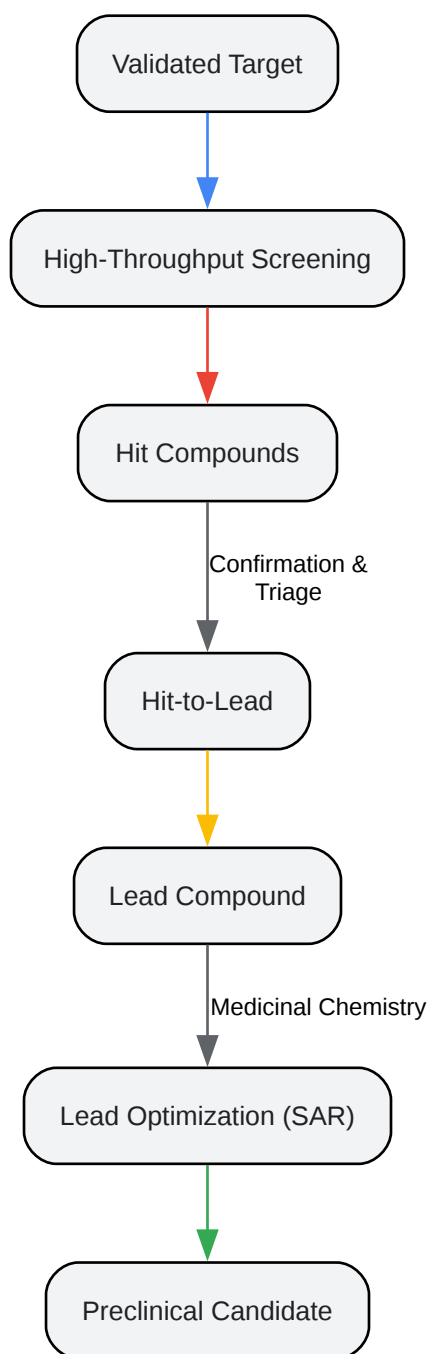 Validated Target
High-Throughput Screening
Hit Compounds
Confirmation &
Triage
Hit-to-Lead
Lead Compound
Medicinal Chemistry
Lead Optimization (SAR)
Preclinical Candidate